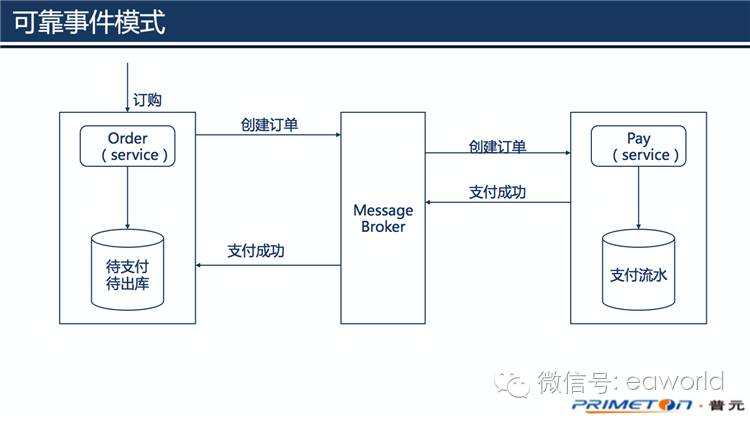 可靠事件模式
订购
Order
（service）
创建订单
Message
Broker
创建订单
Pay
（service）
支付成功
支付成功
待支付
待出库
支付流水
微信号: eaworld
PRIMETON · 普元